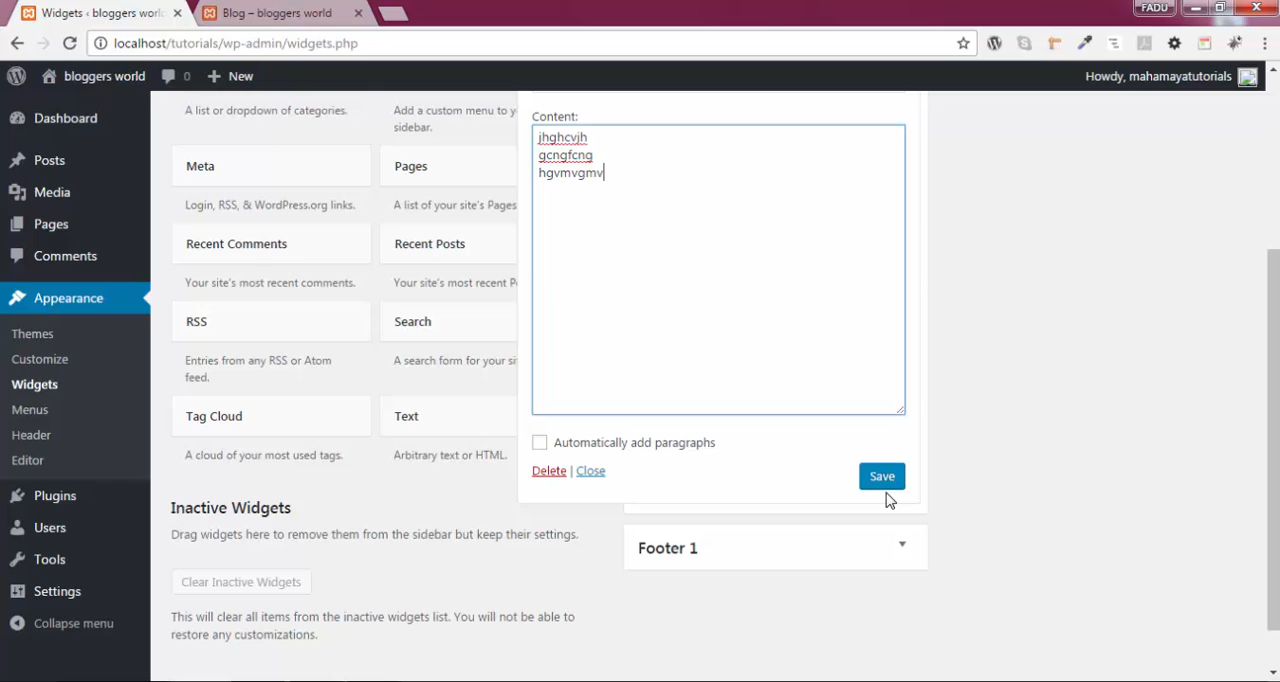 Widgets ‹ bloggers worl
Blog – bloggers world
FADU
localhost/tutorials/wp-admin/widgets.php
bloggers world
0
New
Howdy, mahamayatutorials
Dashboard
Posts
Media
Pages
Comments
Appearance
Themes
Customize
Widgets
Menus
Header
Editor
Plugins
Users
Tools
Settings
Collapse menu
A list or dropdown of categories.
Add a custom menu to y
sidebar.
Meta
Pages
Login, RSS, & WordPress.org links.
A list of your site's Pages
Recent Comments
Recent Posts
Your site's most recent comments.
Your site's most recent P
RSS
Search
Entries from any RSS or Atom
feed.
A search form for your si
Tag Cloud
Text
A cloud of your most used tags.
Arbitrary text or HTML.
Content:
jhghcvjh
gcngfcng
hgvmvgmv
Automatically add paragraphs
Delete | Close
Save
Inactive Widgets
Drag widgets here to remove them from the sidebar but keep their settings.
Clear Inactive Widgets
This will clear all items from the inactive widgets list. You will not be able to
restore any customizations.
Footer 1